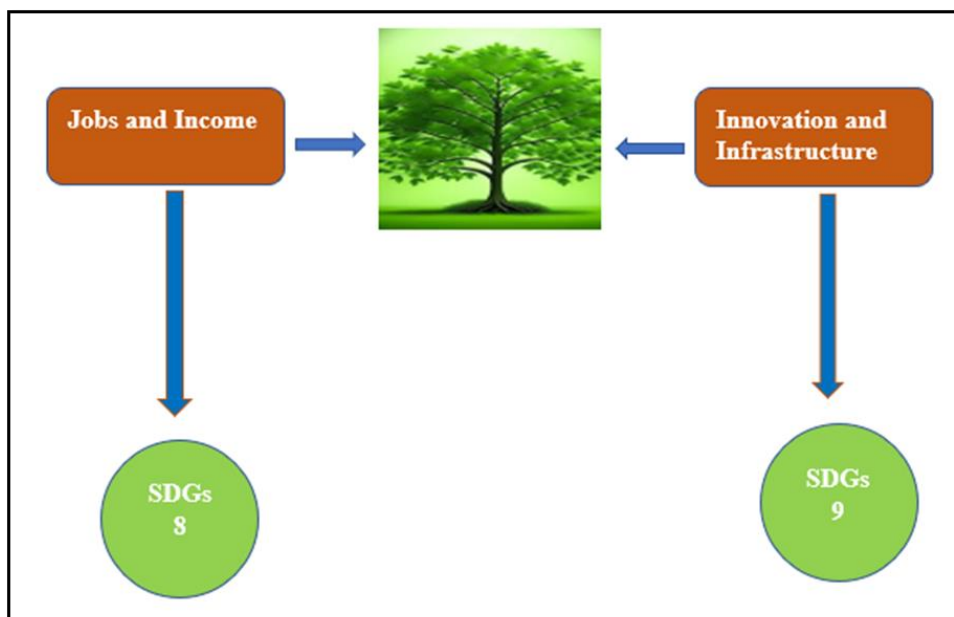 Jobs and Income
Innovation and
Infrastructure
SDGs
8
SDGs
9